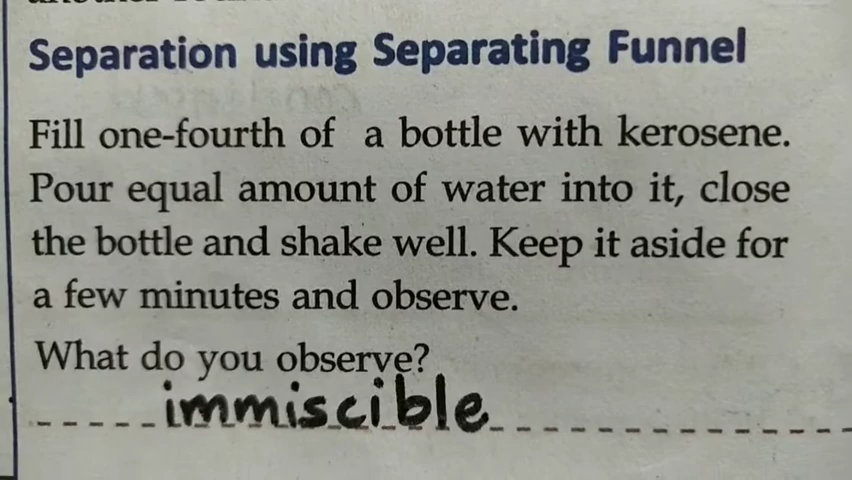 Separation using Separating Funnel
Fill one-fourth of a bottle with kerosene.
Pour equal amount of water into it, close
the bottle and shake well. Keep it aside for
a few minutes and observe.
What do you observe?
immiscible